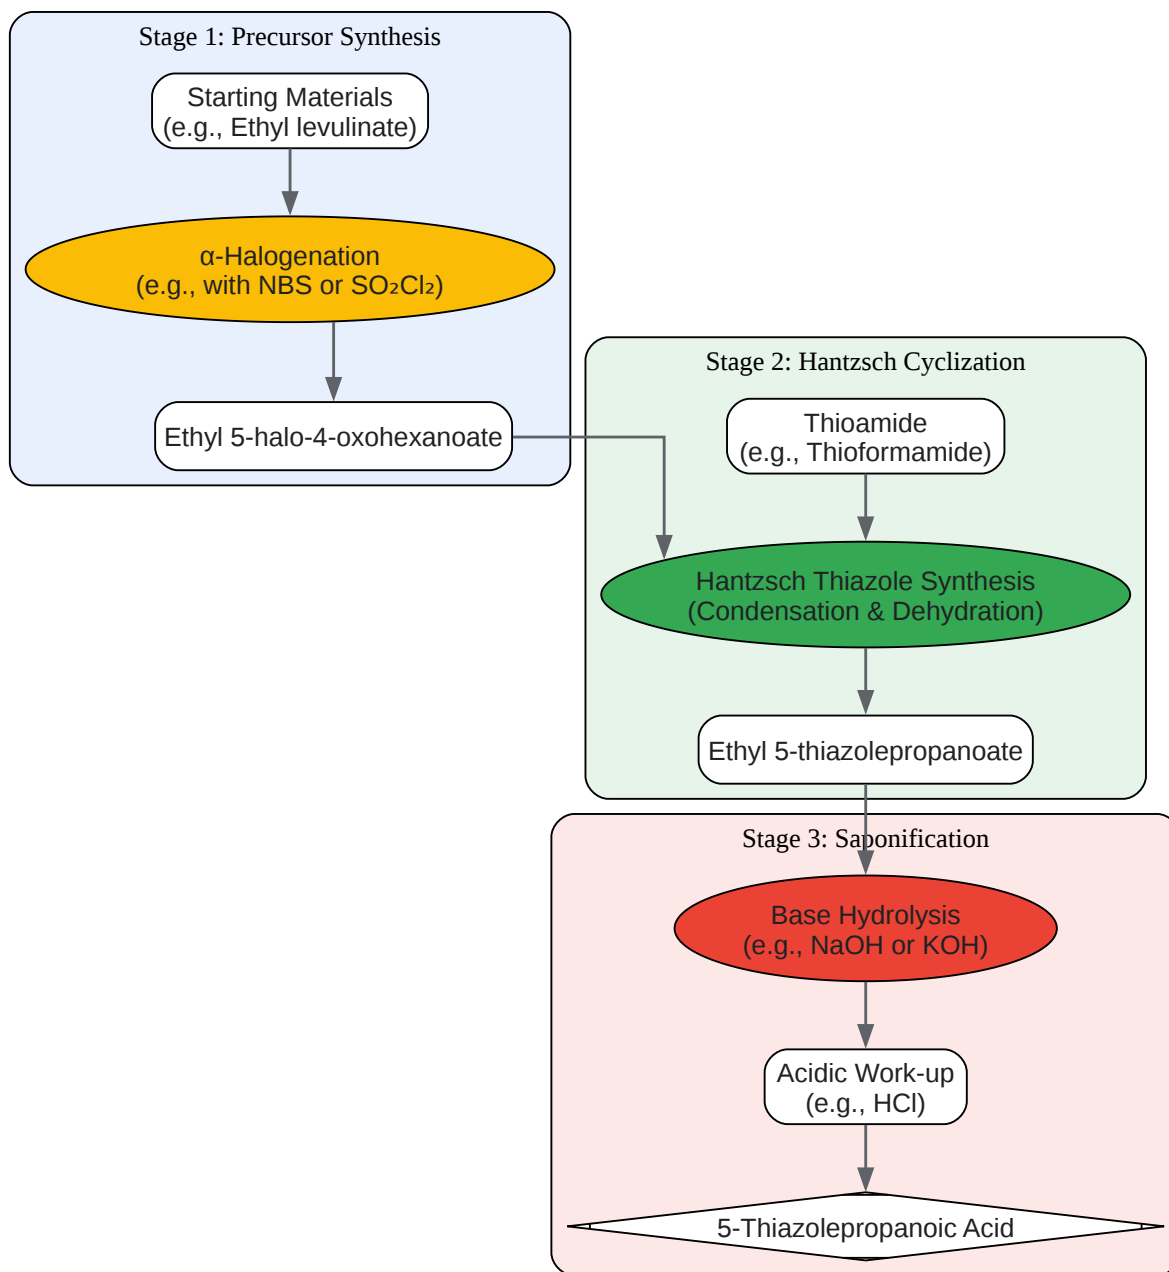 Stage 1: Precursor Synthesis
Starting Materials
(e.g., Ethyl levulinate)
α-Halogenation
(e.g., with NBS or SO₂Cl₂)
Ethyl 5-halo-4-oxohexanoate
Stage 2: Hantzsch Cyclization
Thioamide
(e.g., Thioformamide)
Hantzsch Thiazole Synthesis
(Condensation & Dehydration)
Ethyl 5-thiazolepropanoate
Stage 3: Saponification
Base Hydrolysis
(e.g., NaOH or KOH)
Acidic Work-up
(e.g., HCl)
5-Thiazolepropanoic Acid